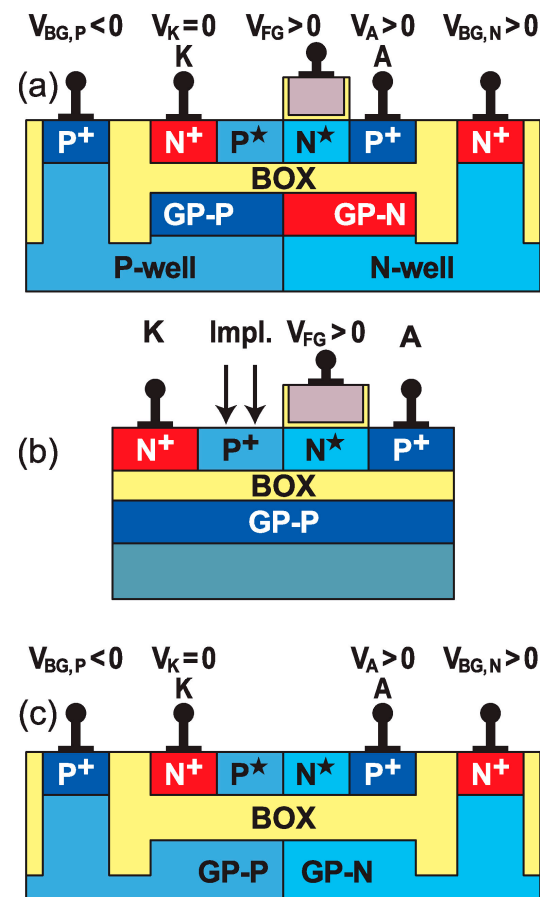 V_BG,P<0 V_K=0 V_FG>0 V_A>0 V_BG,N>0
K A
(a)
P+ N+ P★ N★ P+ N+
BOX
GP-P GP-N
P-well N-well
K Impl. V_FG>0 A
(b)
N+ P+ N★ P+
BOX
GP-P
V_BG,P<0 V_K=0 V_A>0 V_BG,N>0
K A
(c)
P+ N+ P★ N★ P+ N+
BOX
GP-P GP-N